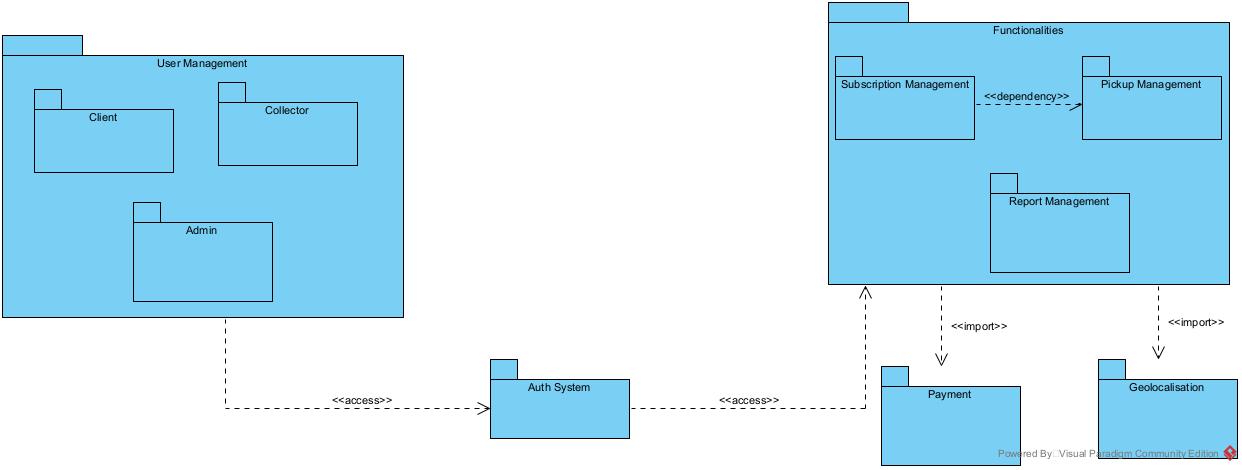 User Management
Client
Collector
Admin
Functionalities
Subscription Management
<<dependency>>
Pickup Management
Report Management
<<import>>
<<import>>
<<access>>
Auth System
<<access>>
Payment
Geolocalisation
Powered By Visual Paradigm Community Edition